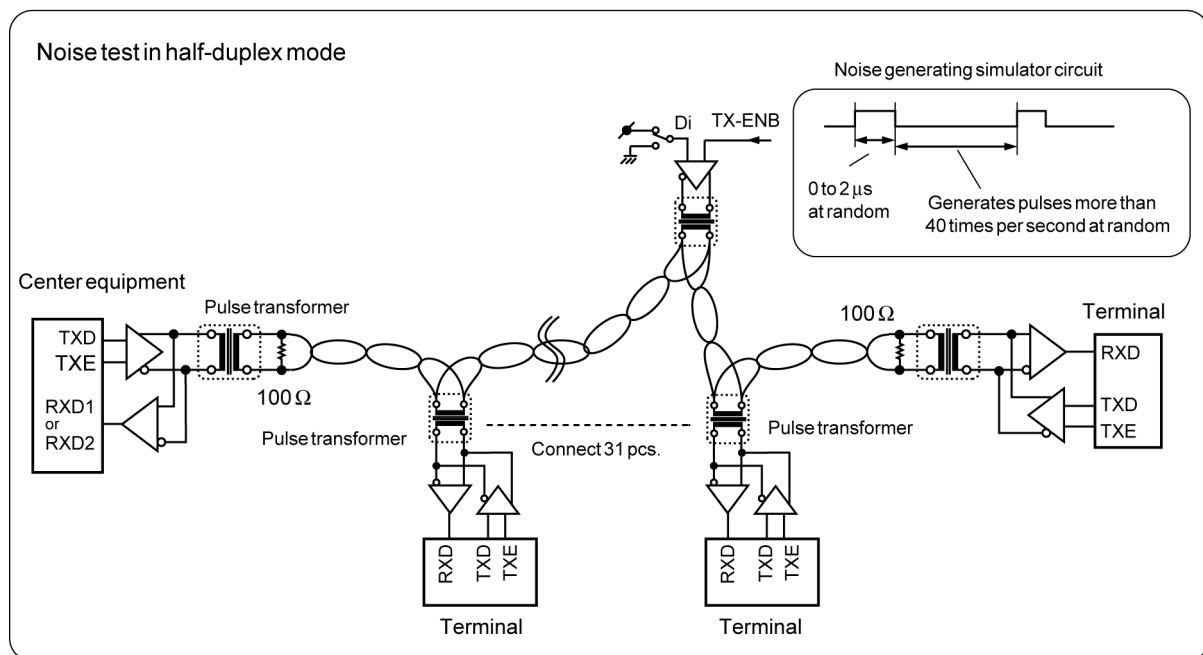 Noise test in half-duplex mode
Noise generating simulator circuit
Di
TX-ENB
0 to 2 μs
at random
Generates pulses more than
40 times per second at random
Center equipment
Pulse transformer
TXD
TXE
RXD1
or
RXD2
100 Ω
Pulse transformer
Connect 31 pcs.
Pulse transformer
100 Ω
Terminal
RXD
TXD
TXE
RXD
TXD
TXE
Terminal
RXD
TXD
TXE
Terminal